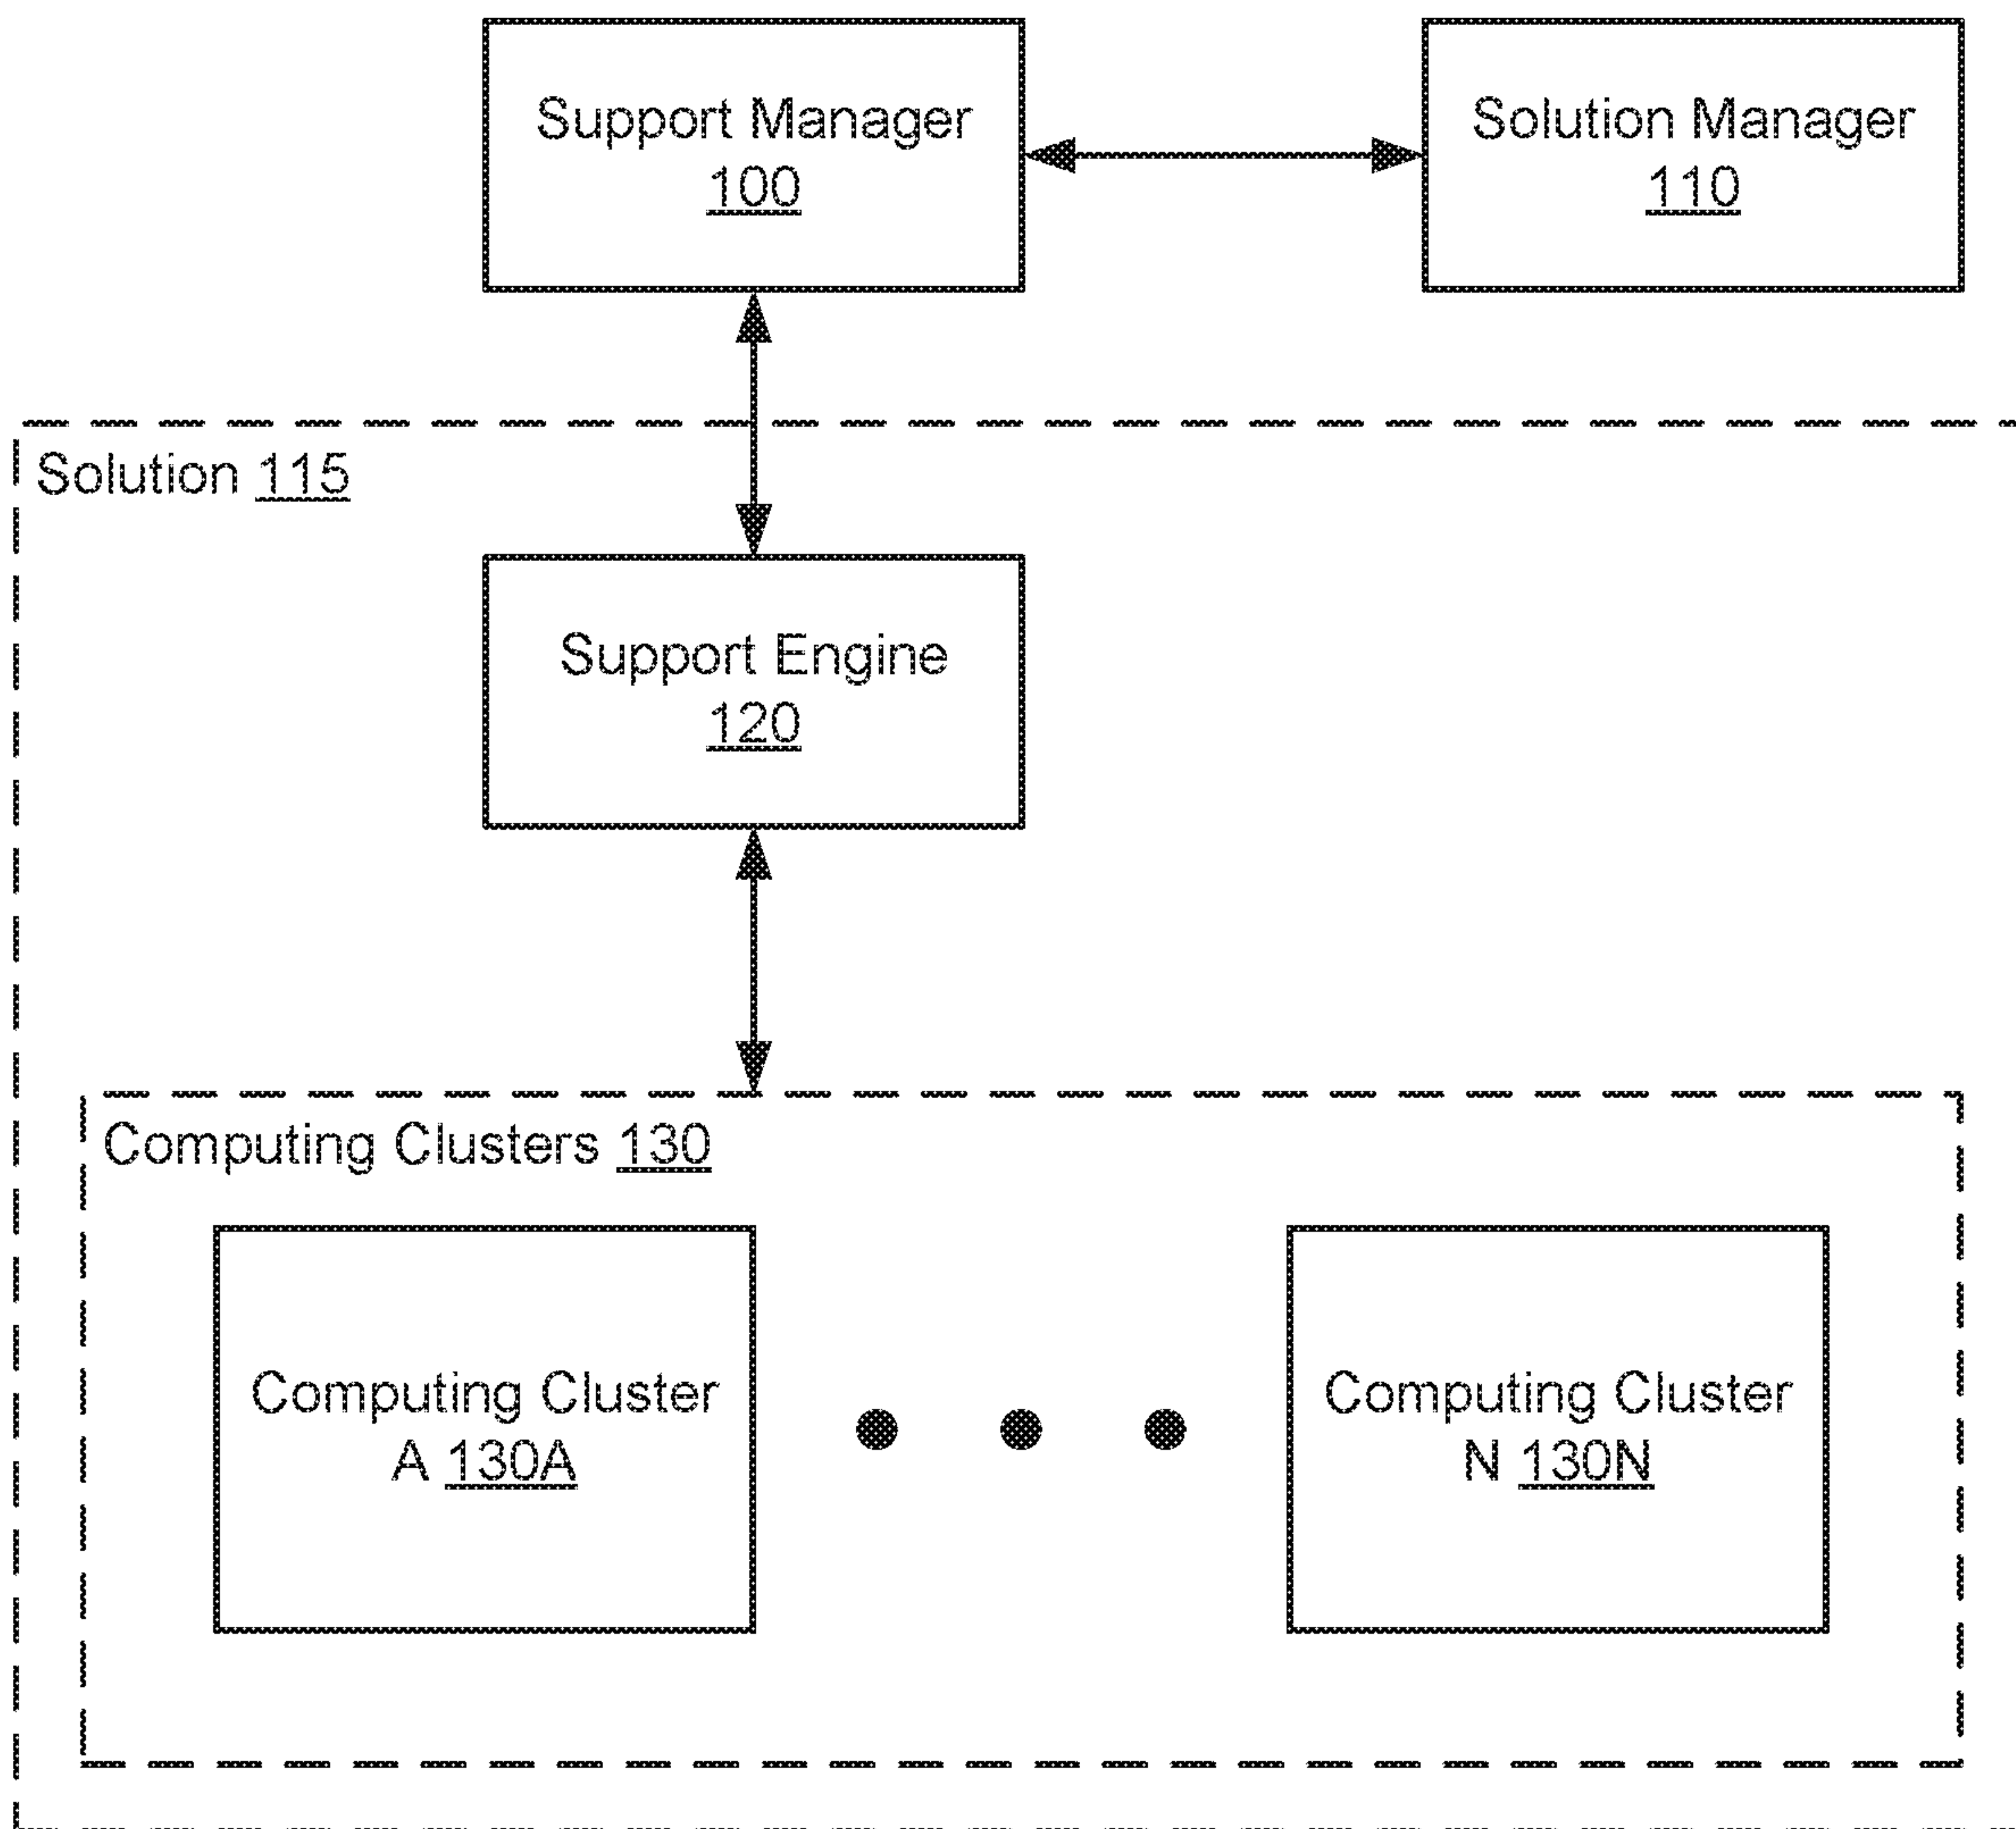 Support Manager
100
Solution Manager
110
Solution 115
Support Engine
120
Computing Clusters 130
Computing Cluster
A 130A
Computing Cluster
N 130N